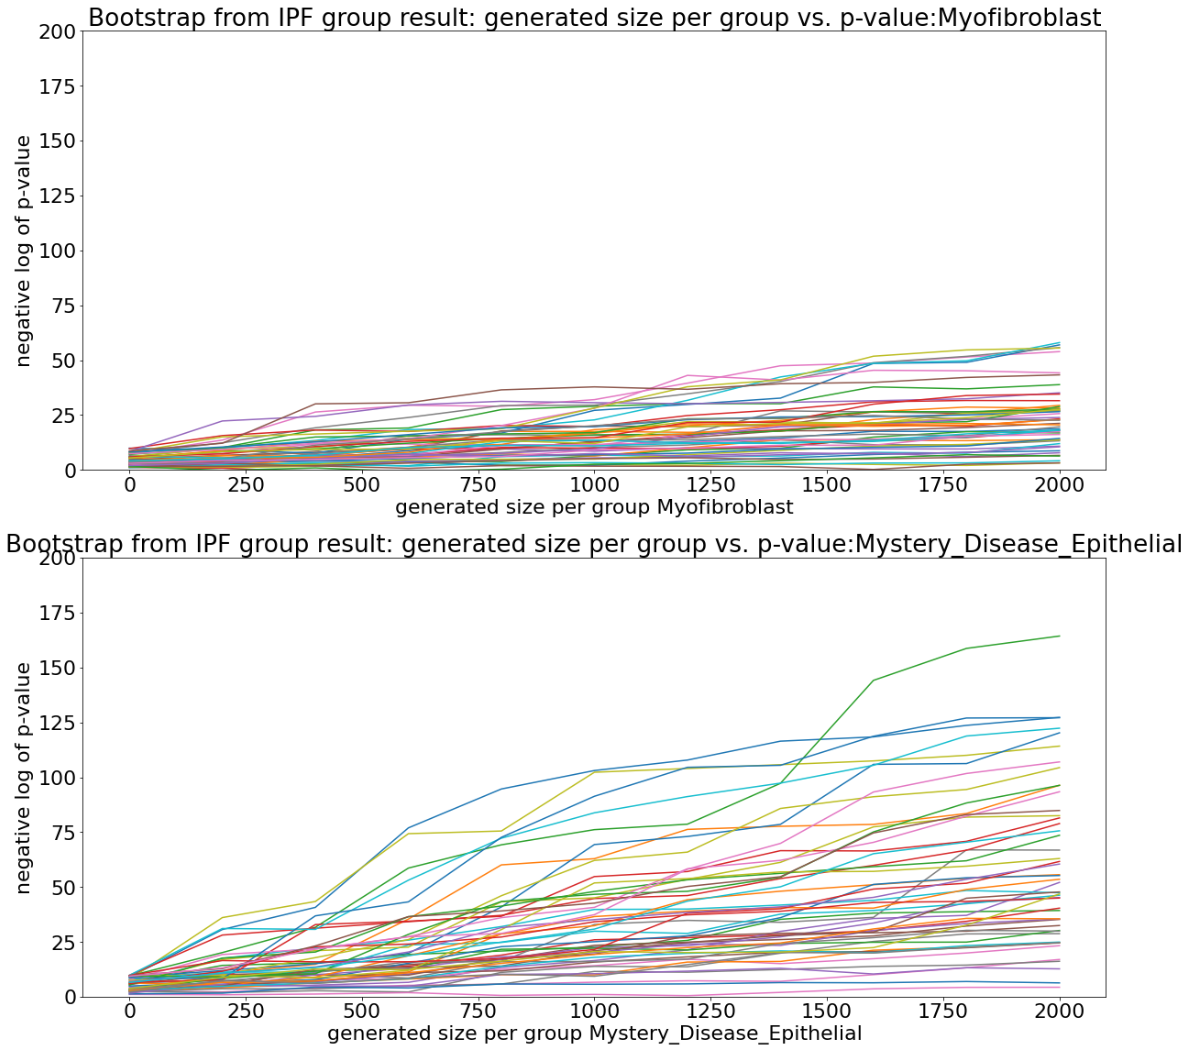 Bootstrap from IPF group result: generated size per group vs. p-value:Myofibroblast
200
175
150
125
100
75
50
25
0
negative log of p-value
0 250 500 750 1000 1250 1500 1750 2000
generated size per group Myofibroblast
Bootstrap from IPF group result: generated size per group vs. p-value:Mystery_Disease_Epithelial
200
175
150
125
100
75
50
25
0
negative log of p-value
0 250 500 750 1000 1250 1500 1750 2000
generated size per group Mystery_Disease_Epithelial